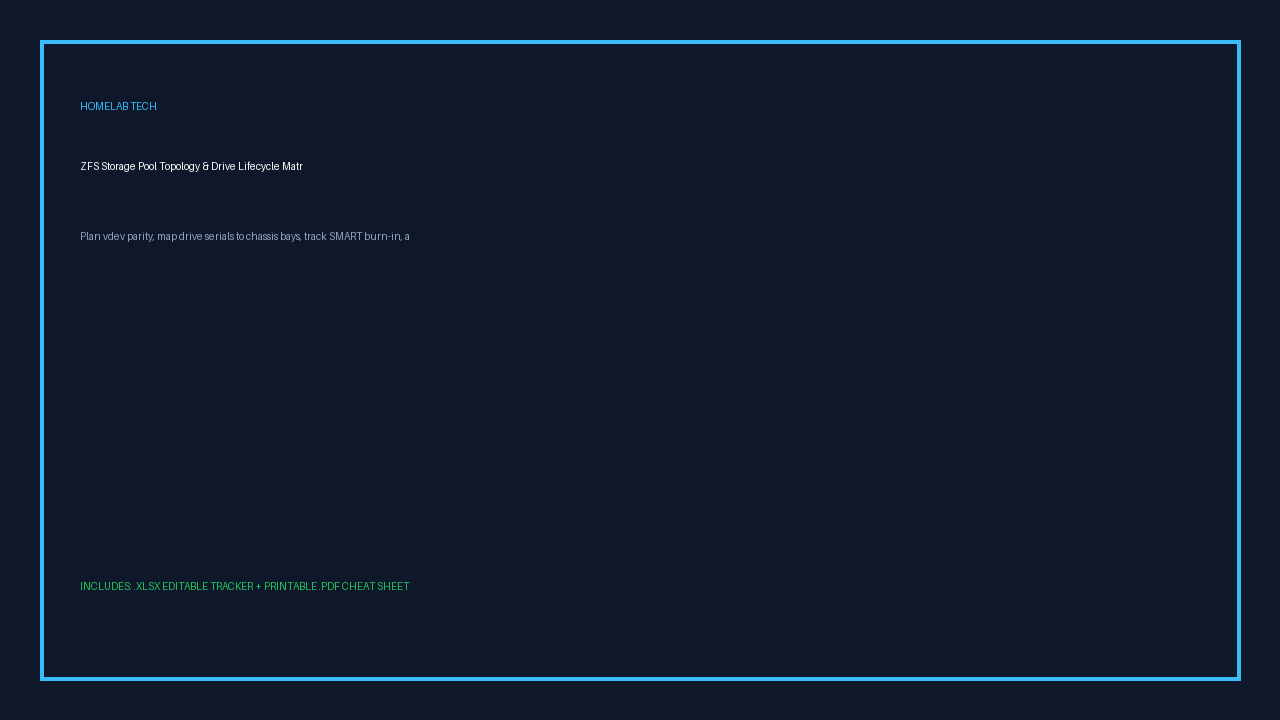 HOMELAB TECH
ZFS Storage Pool Topology & Drive Lifecycle Matr
Plan vdev parity, map drive serials to chassis bays, track SMART burn-in, a
INCLUDES: .XLSX EDITABLE TRACKER + PRINTABLE .PDF CHEAT SHEET